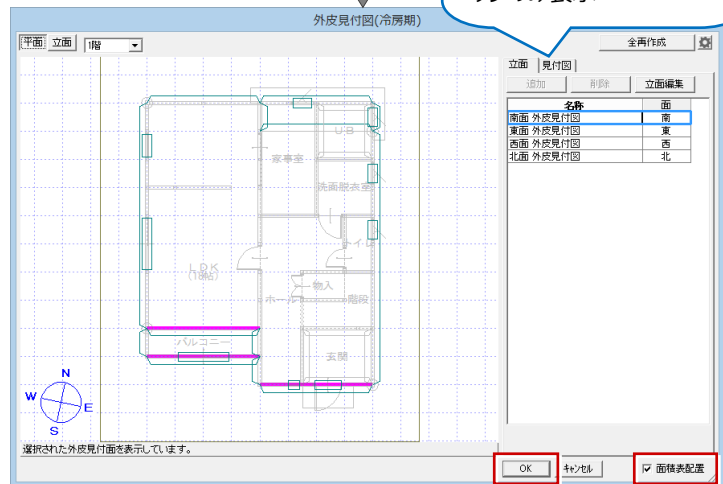 外皮見付図(冷房期)
平面 立面 1階
全再作成
立面 見付図
追加 削除 立面編集
名称 面
南面 外皮見付図 南
東面 外皮見付図 東
西面 外皮見付図 西
北面 外皮見付図 北
UB
家事室
洗面脱衣室
トイレ
LDK
(18帖)
物入
ホール
階段
バルコニー
玄関
N
W
E
S
選択された外皮見付面を表示しています。
OK キャンセル 面積表配置